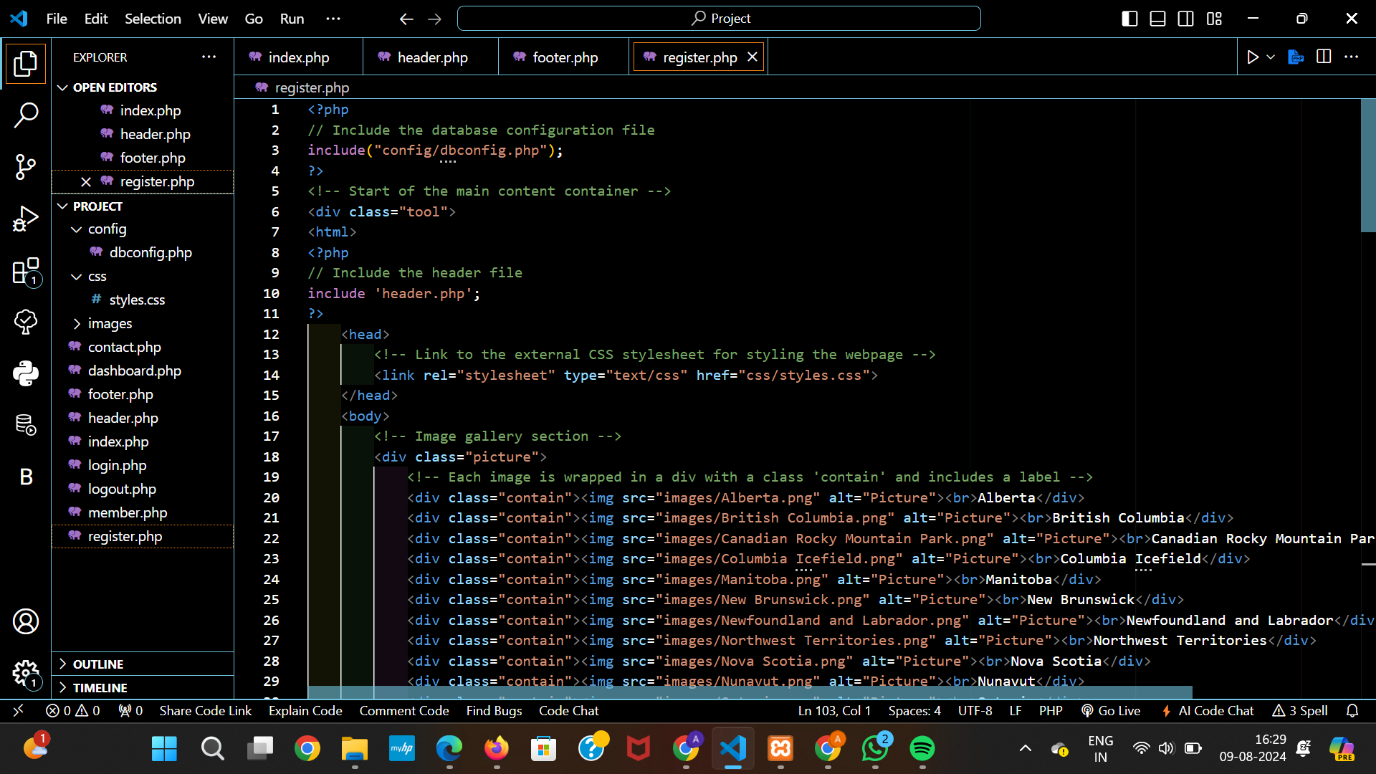 File Edit Selection View Go Run ··· Project
EXPLORER ···
OPEN EDITORS
index.php
header.php
footer.php
register.php
PROJECT
config
dbconfig.php
css
# styles.css
images
contact.php
dashboard.php
footer.php
header.php
index.php
login.php
logout.php
member.php
register.php
OUTLINE
TIMELINE
B
1
1
index.php header.php footer.php register.php
register.php
1 <?php
2 // Include the database configuration file
3 include("config/dbconfig.php");
4 ?>
5 <!-- Start of the main content container -->
6 <div class="tool">
7 <html>
8 <?php
9 // Include the header file
10 include 'header.php';
11 ?>
12 <head>
13 <!-- Link to the external CSS stylesheet for styling the webpage -->
14 <link rel="stylesheet" type="text/css" href="css/styles.css">
15 </head>
16 <body>
17 <!-- Image gallery section -->
18 <div class="picture">
19 <!-- Each image is wrapped in a div with a class 'contain' and includes a label -->
20 <div class="contain"><img src="images/Alberta.png" alt="Picture"><br>Alberta</div>
21 <div class="contain"><img src="images/British Columbia.png" alt="Picture"><br>British Columbia</div>
22 <div class="contain"><img src="images/Canadian Rocky Mountain Park.png" alt="Picture"><br>Canadian Rocky Mountain Par
23 <div class="contain"><img src="images/Columbia Icefield.png" alt="Picture"><br>Columbia Icefield</div>
24 <div class="contain"><img src="images/Manitoba.png" alt="Picture"><br>Manitoba</div>
25 <div class="contain"><img src="images/New Brunswick.png" alt="Picture"><br>New Brunswick</div>
26 <div class="contain"><img src="images/Newfoundland and Labrador.png" alt="Picture"><br>Newfoundland and Labrador</div
27 <div class="contain"><img src="images/Northwest Territories.png" alt="Picture"><br>Northwest Territories</div>
28 <div class="contain"><img src="images/Nova Scotia.png" alt="Picture"><br>Nova Scotia</div>
29 <div class="contain"><img src="images/Nunavut.png" alt="Picture"><br>Nunavut</div>
0 0 0 Share Code Link Explain Code Comment Code Find Bugs Code Chat Ln 103, Col 1 Spaces: 4 UTF-8 LF PHP Go Live AI Code Chat 3 Spell
1 myhp A A 2 ENG 16:29 PRE
IN 09-08-2024